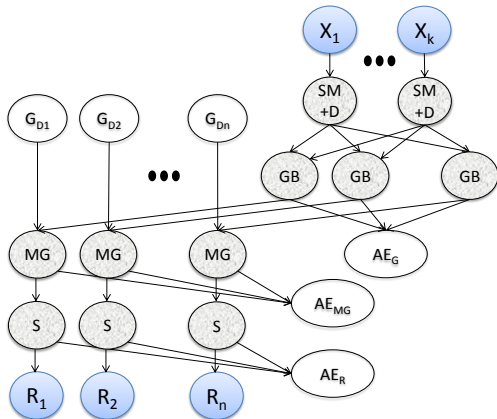 X1 ●●● Xk
SM
+D
SM
+D
GD1 GD2 GDn
●●●
GB GB GB
MG MG MG
AEG
AEMG
S S S
AER
R1 R2 Rn